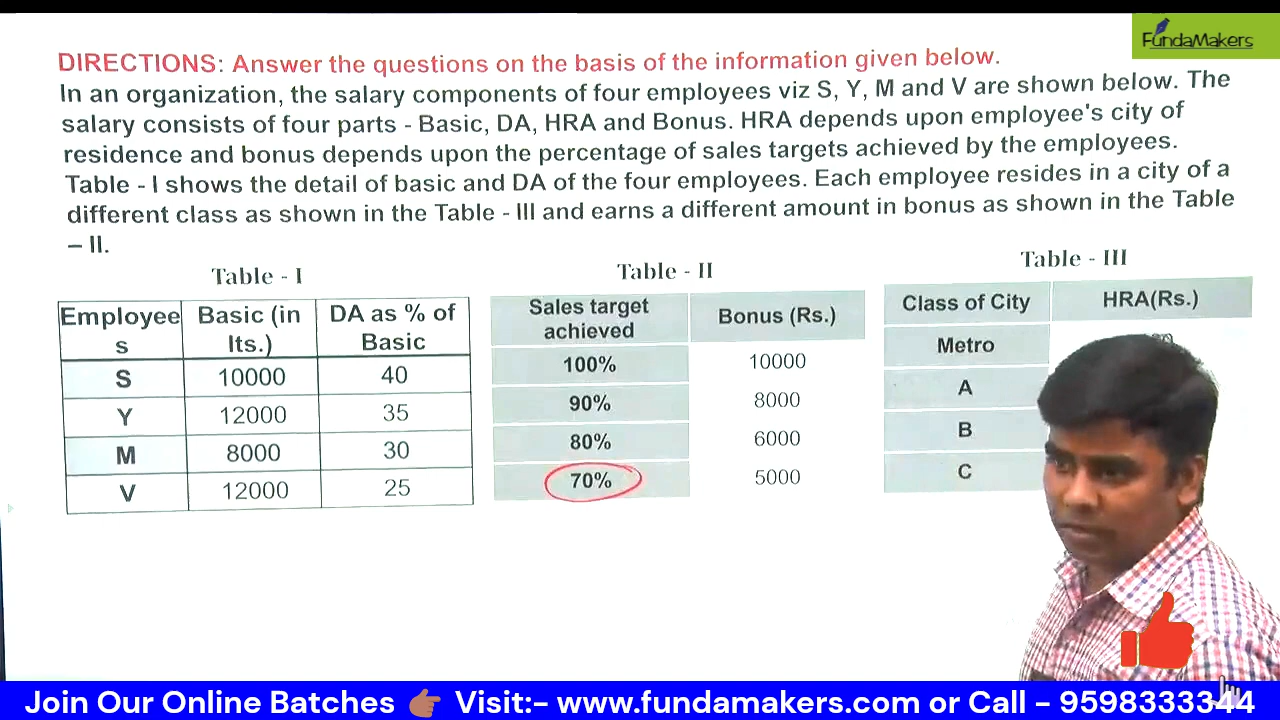 FUNDAMAKERS
DIRECTIONS: Answer the questions on the basis of the information given below.
In an organization, the salary components of four employees viz S, Y, M and V are shown below. The
salary consists of four parts - Basic, DA, HRA and Bonus. HRA depends upon employee's city of
residence and bonus depends upon the percentage of sales targets achieved by the employees.
Table - I shows the detail of basic and DA of the four employees. Each employee resides in a city of a
different class as shown in the Table - III and earns a different amount in bonus as shown in the Table
– II.
Table - I
Employee
s
Basic (in
Its.)
DA as % of
Basic
S 10000 40
Y 12000 35
M 8000 30
V 12000 25
Table - II
Sales target
achieved
Bonus (Rs.)
100% 10000
90% 8000
80% 6000
70% 5000
Table - III
Class of City HRA(Rs.)
Metro
A
B
C
Join Our Online Batches Visit:- www.fundamakers.com or Call – 9598333344